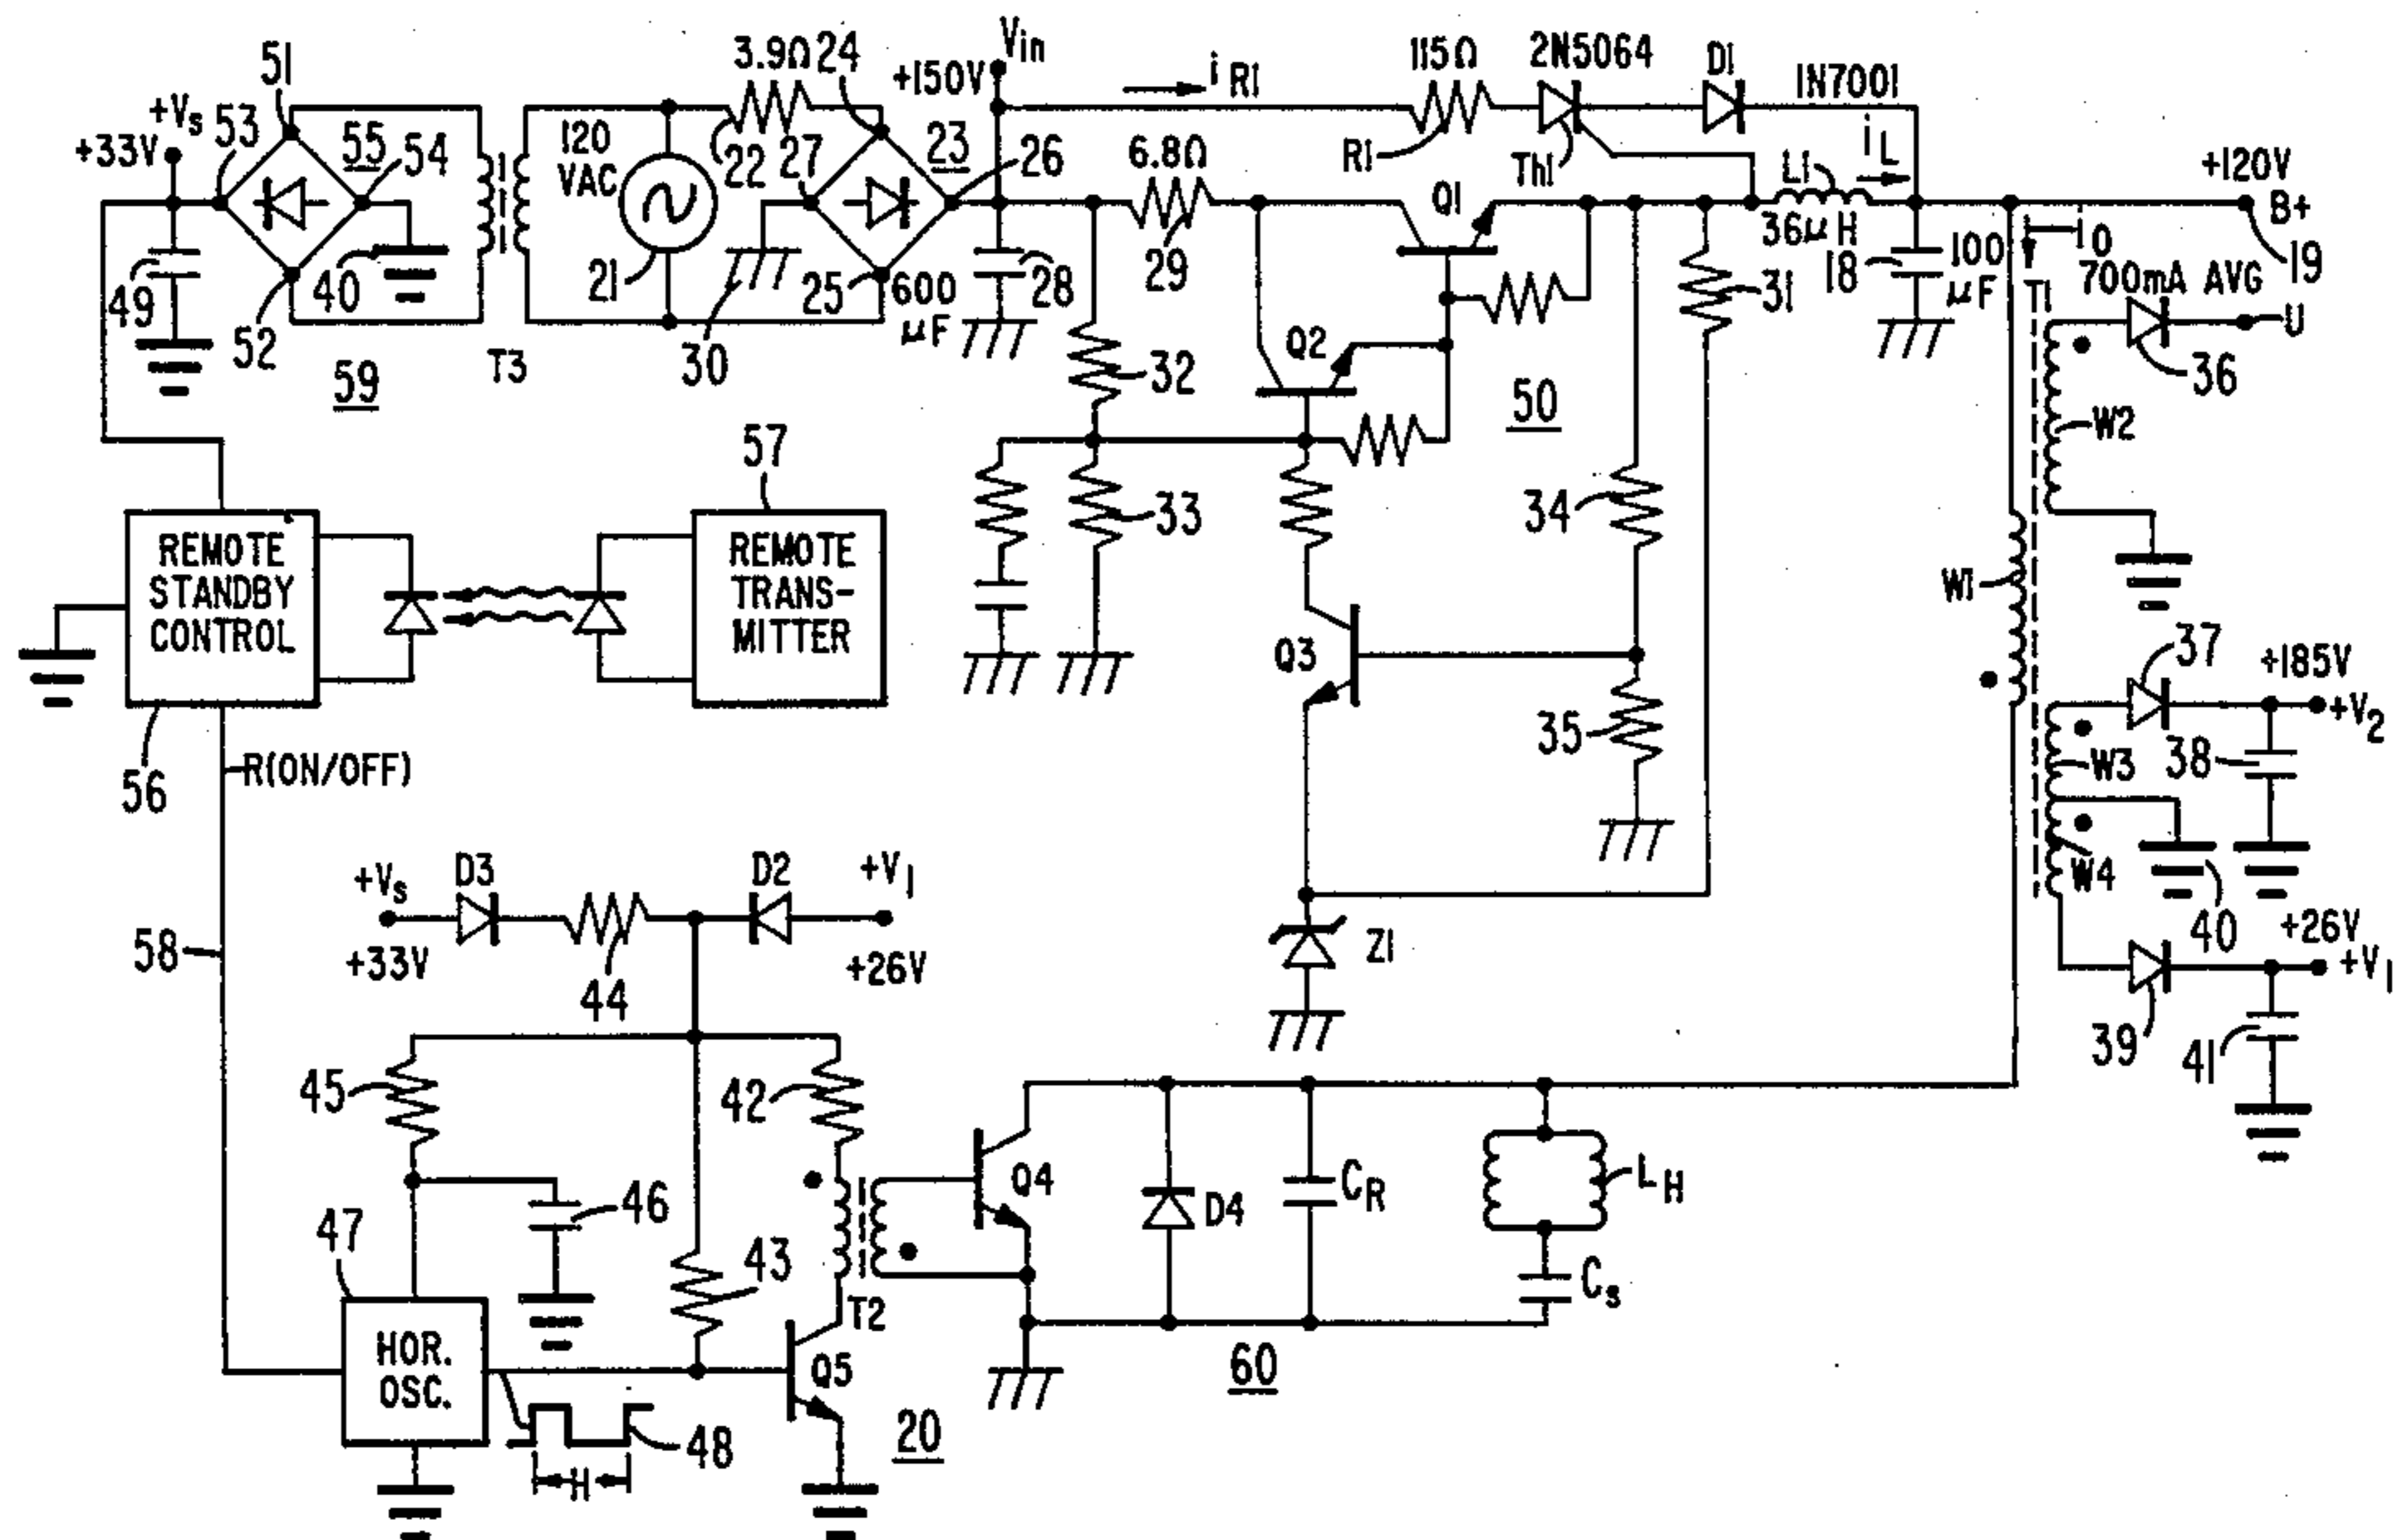 51
+Vs
+33V
53
55
54
49
40
52
59
T3
120
VAC
21
3.9Ω
22
24
27
23
26
25
30
600
μF
28
Vin
+150V
iR1
115Ω
R1
2N5064
Th1
D1
1N7001
6.8Ω
29
Q1
L1
iL
36μH
18
100
μF
+120V
B+
19
i0
700mA AVG
T1
U
36
W2
31
32
Q2
50
33
34
Q3
35
Z1
W1
37
+185V
+V2
W3
38
W4
40
+26V
+V1
39
41
REMOTE
STANDBY
CONTROL
56
57
REMOTE
TRANS-
MITTER
R(ON/OFF)
58
+Vs
+33V
D3
44
D2
+V1
+26V
45
42
46
47
43
HOR.
OSC.
48
H
T2
Q5
20
Q4
D4
CR
LH
Cs
60